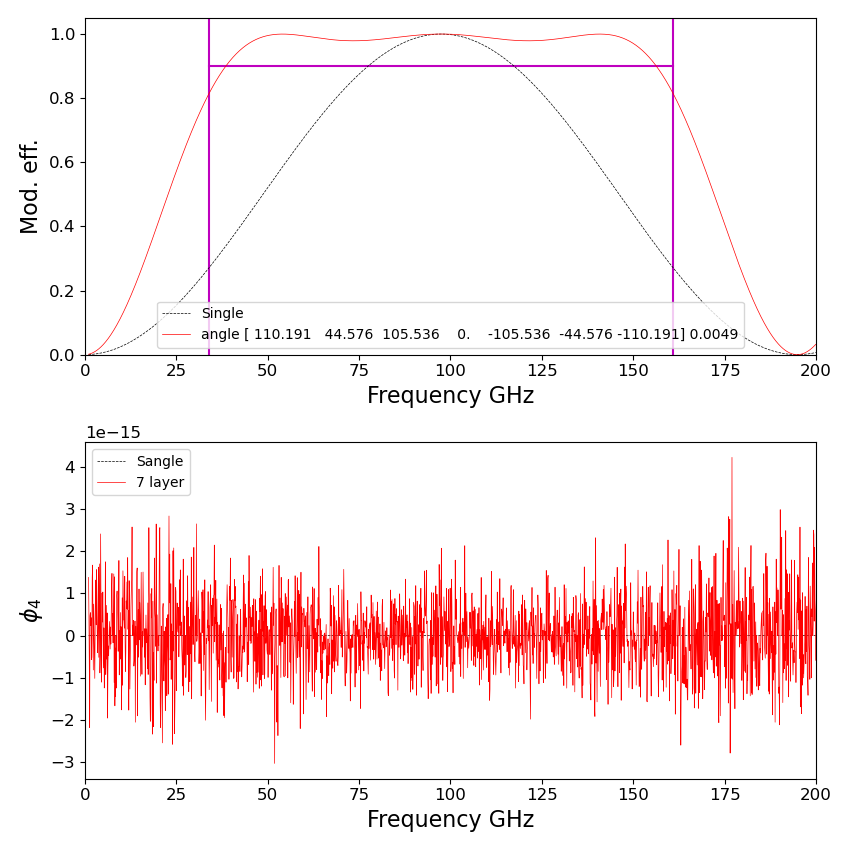 1.0
0.8
0.6
0.4
0.2
0.0
Mod. eff.
Single
angle [ 110.191 44.576 105.536 0. -105.536 -44.576 -110.191] 0.0049
0 25 50 75 100 125 150 175 200
Frequency GHz
1e−15
4
3
2
1
0
−1
−2
−3
ϕ4
Sangle
7 layer
0 25 50 75 100 125 150 175 200
Frequency GHz